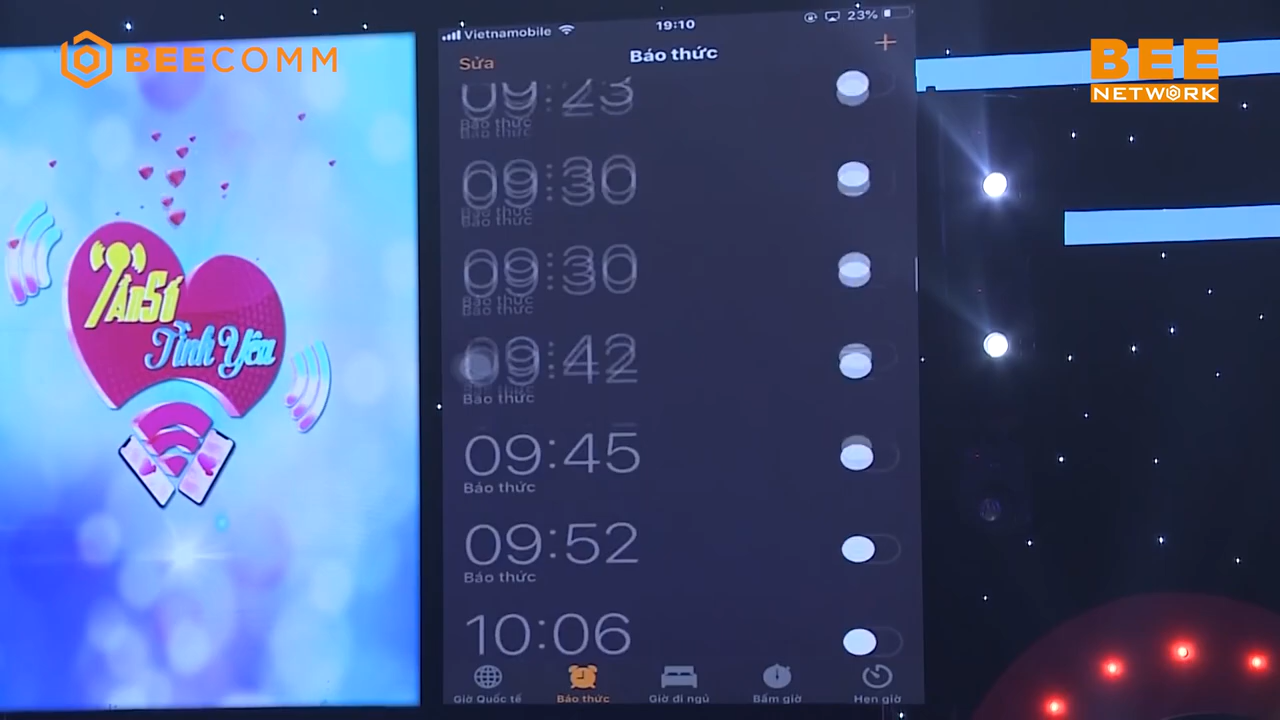 BEECOMM
BEE
NETWORK
Tần Số
Tình Yêu
Vietnamobile
19:10
23%
Sửa
Báo thức
+
09:23
Báo thức
09:30
Báo thức
09:30
Báo thức
09:42
Báo thức
09:45
Báo thức
09:52
Báo thức
10:06
Giờ Quốc tế
Báo thức
Giờ đi ngủ
Bấm giờ
Hẹn giờ